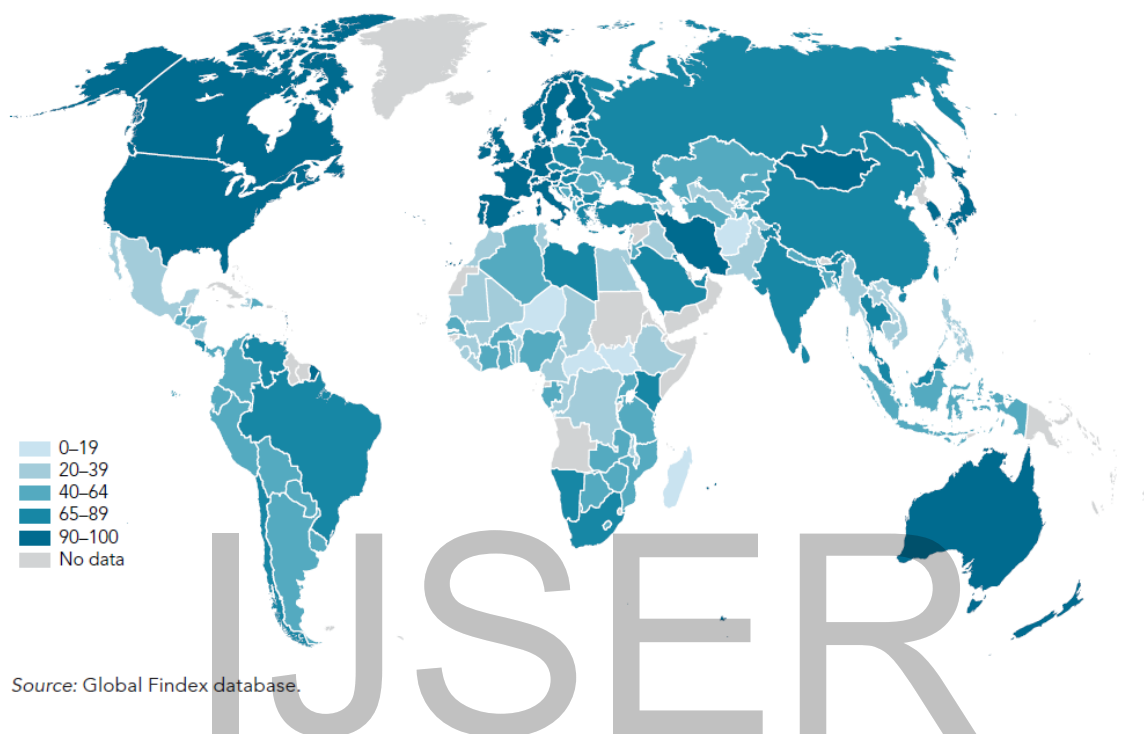 0–19
20–39
40–64
65–89
90–100
No data
Source: Global Findex database.
IJSER